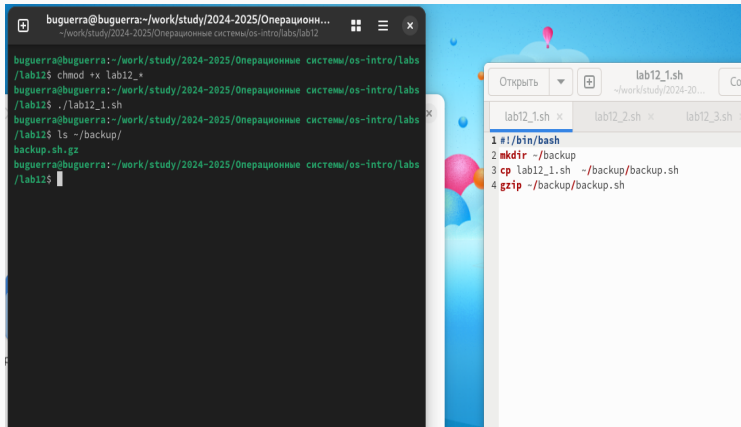 buguerra@buguerra:~/work/study/2024-2025/Операционн...
~/work/study/2024-2025/Операционные системы/os-intro/labs/lab12
buguerra@buguerra:~/work/study/2024-2025/Операционные системы/os-intro/labs
/lab12$ chmod +x lab12_*
buguerra@buguerra:~/work/study/2024-2025/Операционные системы/os-intro/labs
/lab12$ ./lab12_1.sh
buguerra@buguerra:~/work/study/2024-2025/Операционные системы/os-intro/labs
/lab12$ ls ~/backup/
backup.sh.gz
buguerra@buguerra:~/work/study/2024-2025/Операционные системы/os-intro/labs
/lab12$
Открыть
lab12_1.sh
~/work/study/2024-20...
Со
lab12_1.sh × lab12_2.sh × lab12_3.sh
1 #!/bin/bash
2 mkdir ~/backup
3 cp lab12_1.sh  ~/backup/backup.sh
4 gzip ~/backup/backup.sh